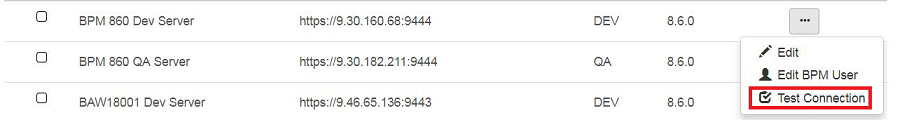 BPM 860 Dev Server https://9.30.160.68:9444 DEV 8.6.0 ...
BPM 860 QA Server https://9.30.182.211:9444 QA 8.6.0
BAW18001 Dev Server https://9.46.65.136:9443 DEV 8.6.0
Edit
Edit BPM User
Test Connection